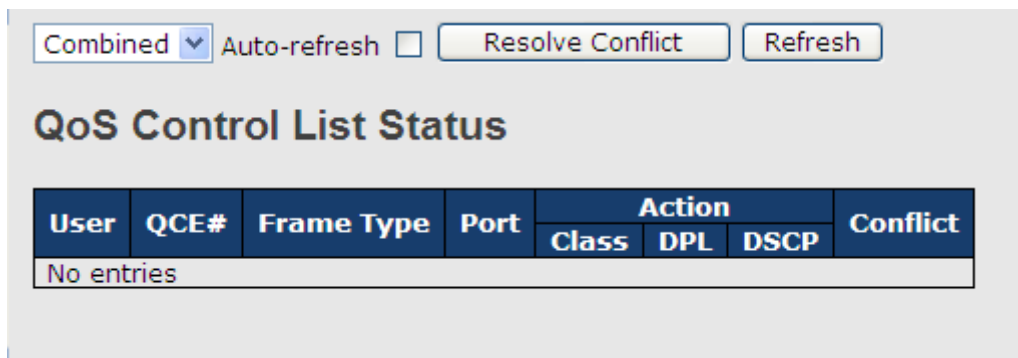 Combined Auto-refresh Resolve Conflict Refresh
QoS Control List Status
User QCE# Frame Type Port Action Conflict
Class DPL DSCP
No entries